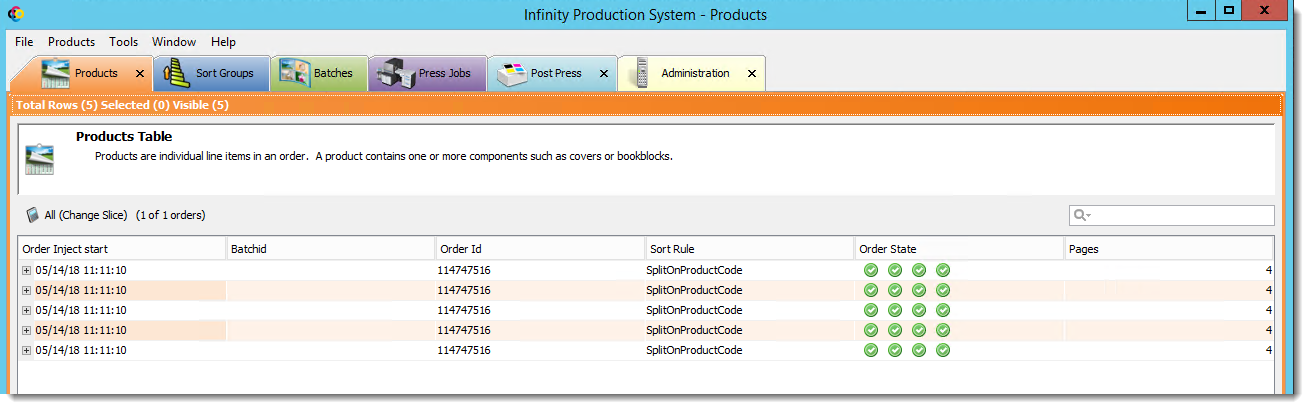 Infinity Production System - Products
File Products Tools Window Help
Products Sort Groups Batches Press Jobs Post Press Administration
Total Rows (5) Selected (0) Visible (5)
Products Table
Products are individual line items in an order. A product contains one or more components such as covers or bookblocks.
All (Change Slice) (1 of 1 orders)
Order Inject start Batchid Order Id Sort Rule Order State Pages
05/14/18 11:11:10 114747516 SplitOnProductCode 4
05/14/18 11:11:10 114747516 SplitOnProductCode 4
05/14/18 11:11:10 114747516 SplitOnProductCode 4
05/14/18 11:11:10 114747516 SplitOnProductCode 4
05/14/18 11:11:10 114747516 SplitOnProductCode 4